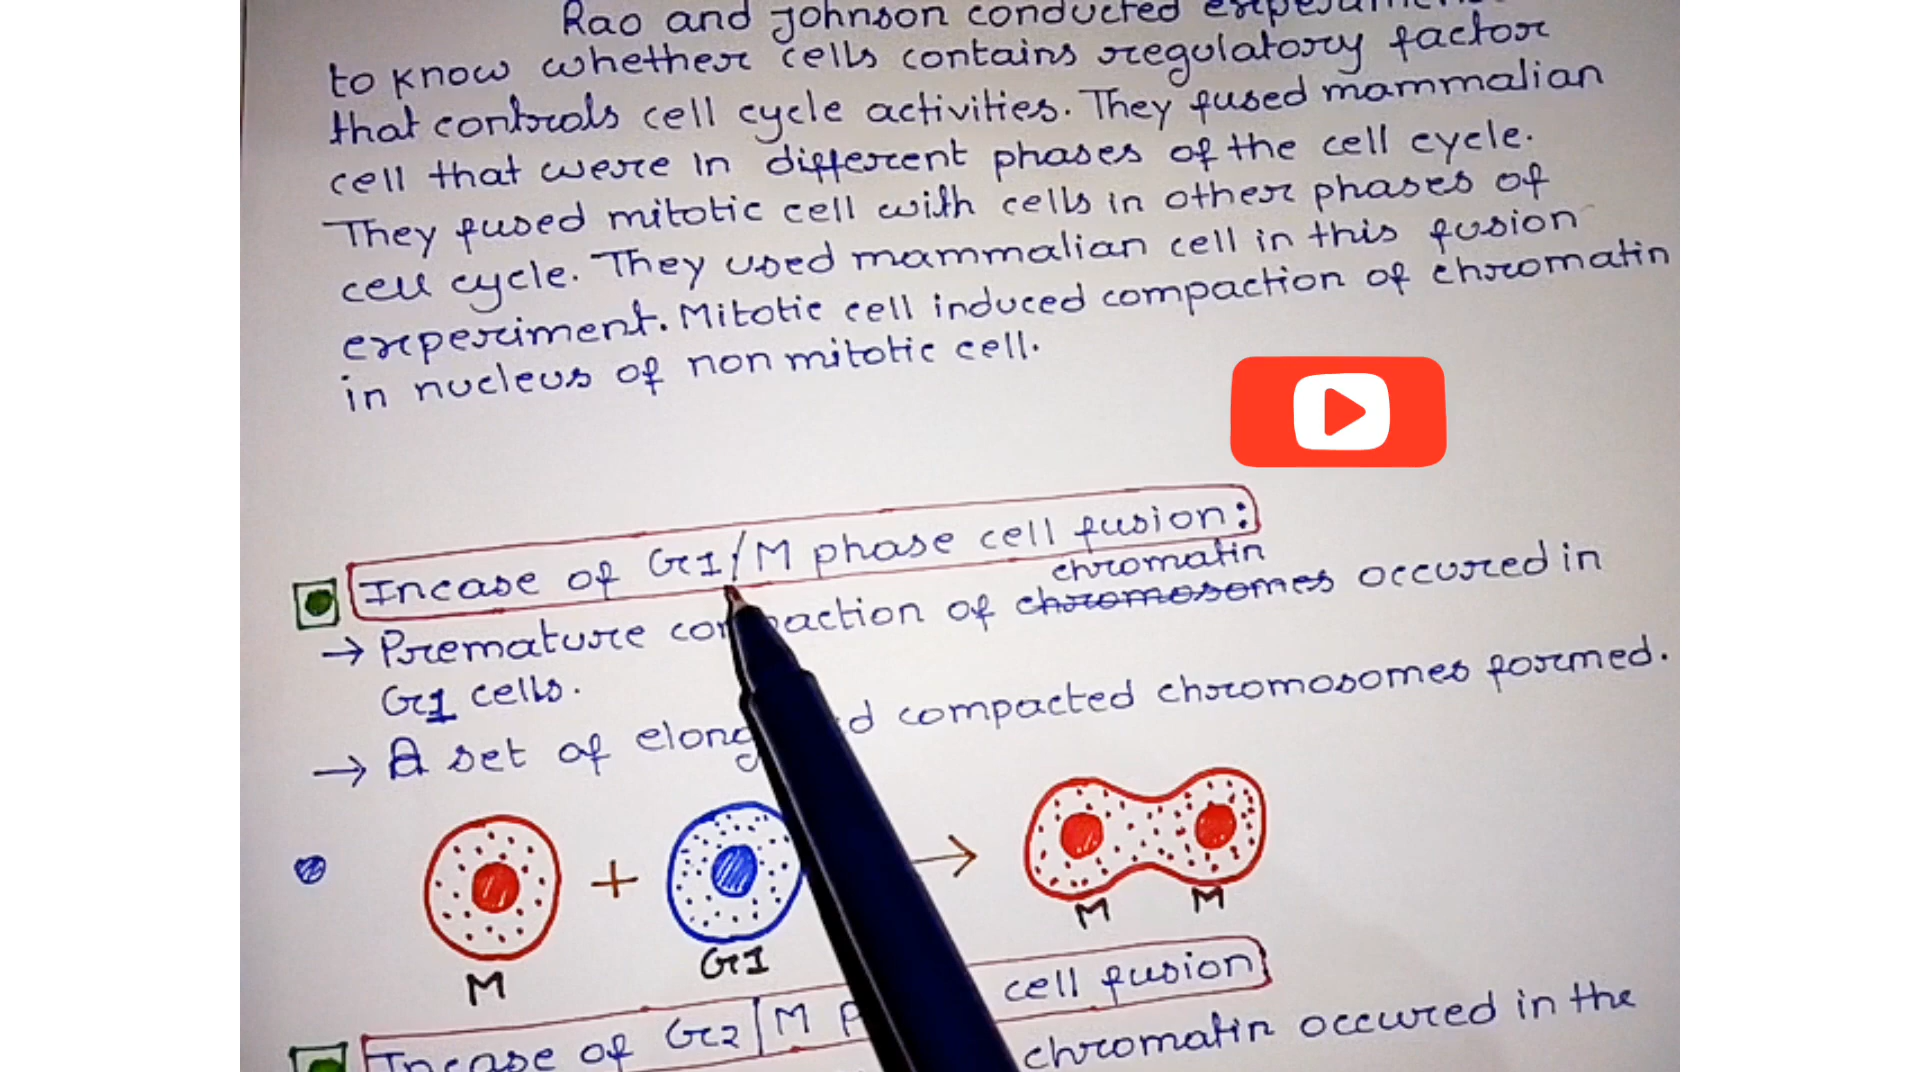 Rao and Johnson conducted
to know whether cells contains regulatory factor
that controls cell cycle activities. They fused mammalian
cell that were in different phases of the cell cycle.
They fused mitotic cell with cells in other phases of
cell cycle. They used mammalian cell in this fusion
experiment. Mitotic cell induced compaction of chromatin
in nucleus of non mitotic cell.
Incase of G1/M phase cell fusion:
chromatin
→ Premature compaction of chromosomes occured in
G1 cells.
→ A set of compacted chromosomes formed.
M + G1 → M M
Incase of G2/M cell fusion
chromatin occured in the